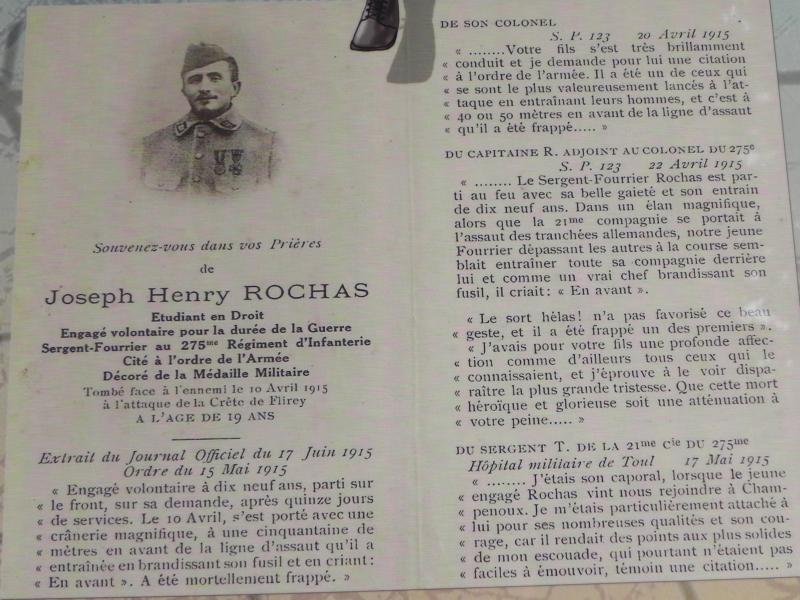 Souvenez-vous dans vos Prières
de
Joseph Henry ROCHAS
Etudiant en Droit
Engagé volontaire pour la durée de la Guerre
Sergent-Fourrier au 275me Régiment d'Infanterie
Cité à l'ordre de l'Armée
Décoré de la Médaille Militaire
Tombé face à l'ennemi le 10 Avril 1915
à l'attaque de la Crête de Flirey
A L'AGE DE 19 ANS
Extrait du Journal Officiel du 17 Juin 1915
Ordre du 15 Mai 1915
« Engagé volontaire à dix neuf ans, parti sur
« le front, sur sa demande, après quinze jours
« de services. Le 10 Avril, s'est porté avec une
« crânerie magnifique, à une cinquantaine de
« mètres en avant de la ligne d'assaut qu'il a
« entraînée en brandissant son fusil et en criant :
« En avant ». A été mortellement frappé. »
DE SON COLONEL
S. P. 123 20 Avril 1915
« ........Votre fils s'est très brillamment
« conduit et je demande pour lui une citation
« à l'ordre de l'armée. Il a été un de ceux qui
« se sont le plus valeureusement lancés à l'at-
« taque en entraînant leurs hommes, et c'est à
« 40 ou 50 mètres en avant de la ligne d'assaut
« qu'il a été frappé..... »
DU CAPITAINE R. ADJOINT AU COLONEL DU 275e
S. P. 123 22 Avril 1915
« ........ Le Sergent-Fourrier Rochas est par-
ti au feu avec sa belle gaieté et son entrain
de dix neuf ans. Dans un élan magnifique,
alors que la 21me compagnie se portait à
l'assaut des tranchées allemandes, notre jeune
Fourrier dépassant les autres à la course sem-
blait entraîner toute sa compagnie derrière
lui et comme un vrai chef brandissant son
fusil, il criait : « En avant ».
« Le sort hélas! n'a pas favorisé ce beau
« geste, et il a été frappé un des premiers ».
« J'avais pour votre fils une profonde affec-
« tion comme d'ailleurs tous ceux qui le
« connaissaient, et j'éprouve à le voir dispa-
« raître la plus grande tristesse. Que cette mort
« héroïque et glorieuse soit une atténuation à
« votre peine..... »
DU SERGENT T. DE LA 21me Cie DU 275me
Hôpital militaire de Toul 17 Mai 1915
« ........ J'étais son caporal, lorsque le jeune
« engagé Rochas vint nous rejoindre à Cham-
« penoux. Je m'étais particulièrement attaché à
« lui pour ses nombreuses qualités et son cou-
« rage, car il rendait des points aux plus solides
« de mon escouade, qui pourtant n'étaient pas
« faciles à émouvoir, témoin une citation..... »